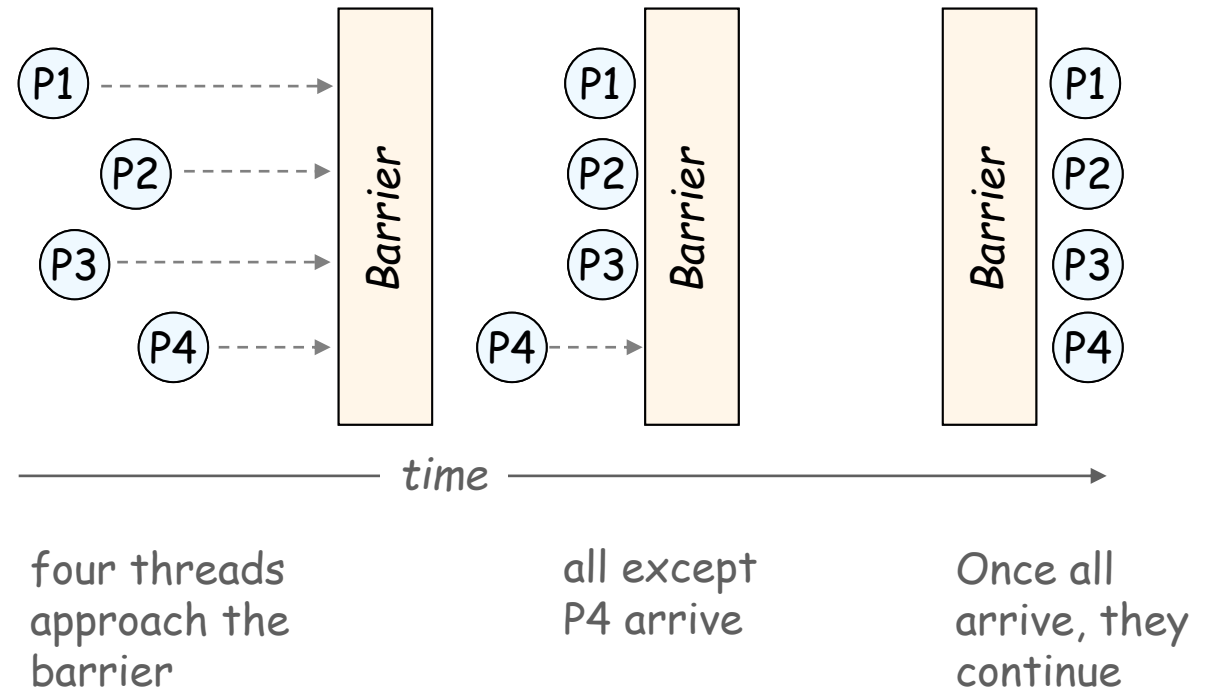 P1
P2
P3
P4
Barrier
P1
P2
P3
P4
Barrier
Barrier
P1
P2
P3
P4
time
four threads
approach the
barrier
all except
P4 arrive
Once all
arrive, they
continue